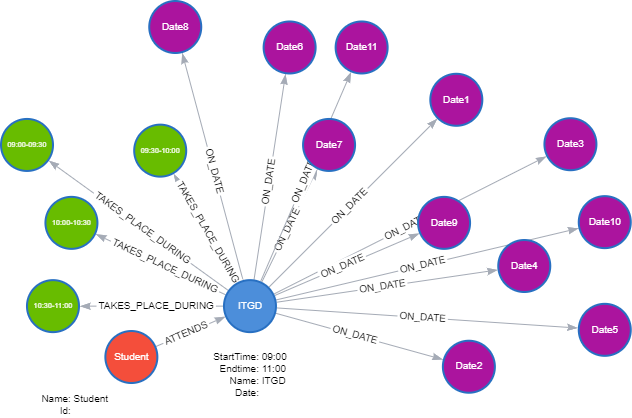 Date8
Date6
Date11
Date1
09:00-09:30
09:30-10:00
Date7
Date3
ON_DATE
ON_DATE
ON_DATE
ON_DATE
ON_DATE
TAKES_PLACE_DURING
TAKES_PLACE_DURING
10:00-10:30
Date9
Date10
ON_DATE
ON_DATE
TAKES_PLACE_DURING
ON_DATE
ON_DATE
Date4
ON_DATE
10:30-11:00
TAKES_PLACE_DURING
ITGD
ON_DATE
Date5
ATTENDS
ON_DATE
Student
Date2
StartTime: 09:00
Endtime: 11:00
Name: ITGD
Date:
Name: Student
Id: